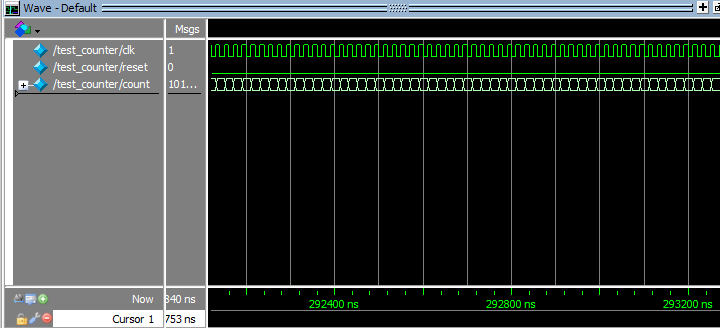 Wave - Default
Msgs
/test_counter/clk 1
/test_counter/reset 0
/test_counter/count 101...
Now 340 ns
Cursor 1 753 ns
292400 ns 292800 ns 293200 ns